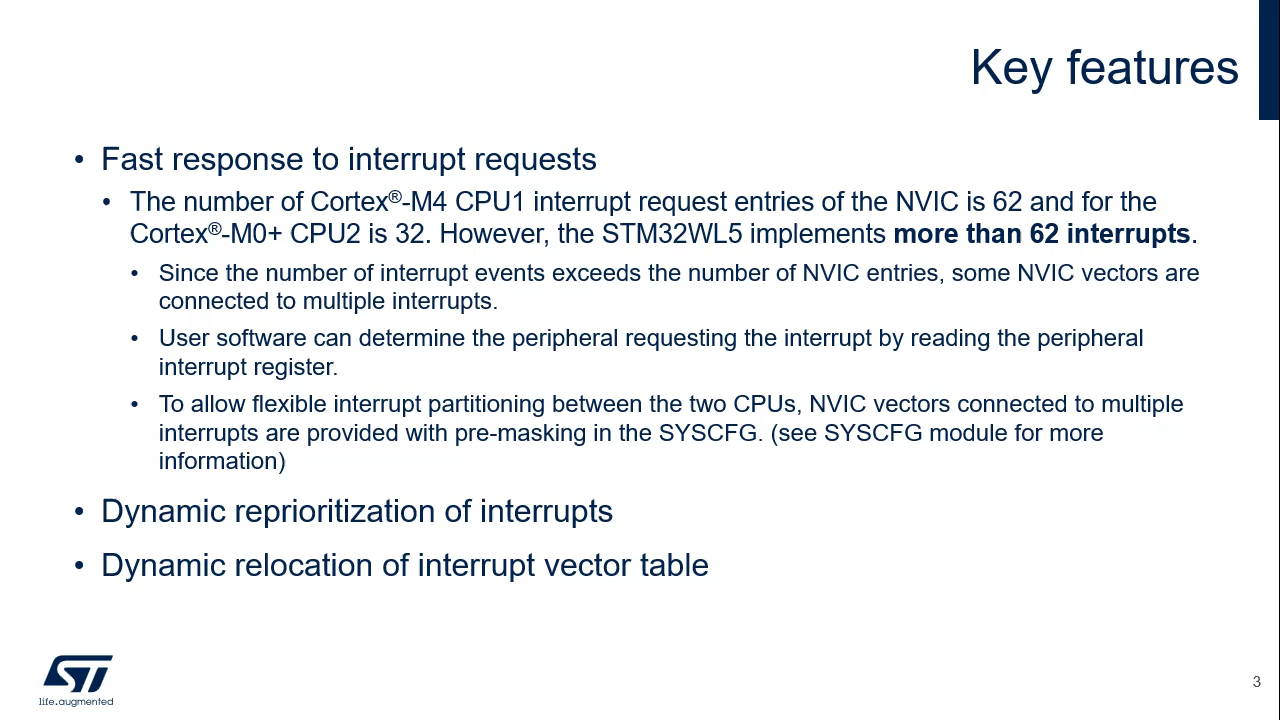 Key features
• Fast response to interrupt requests
• The number of Cortex®-M4 CPU1 interrupt request entries of the NVIC is 62 and for the
Cortex®-M0+ CPU2 is 32. However, the STM32WL5 implements more than 62 interrupts.
• Since the number of interrupt events exceeds the number of NVIC entries, some NVIC vectors are
connected to multiple interrupts.
• User software can determine the peripheral requesting the interrupt by reading the peripheral
interrupt register.
• To allow flexible interrupt partitioning between the two CPUs, NVIC vectors connected to multiple
interrupts are provided with pre-masking in the SYSCFG. (see SYSCFG module for more
information)
• Dynamic reprioritization of interrupts
• Dynamic relocation of interrupt vector table
ST
life.augmented
3